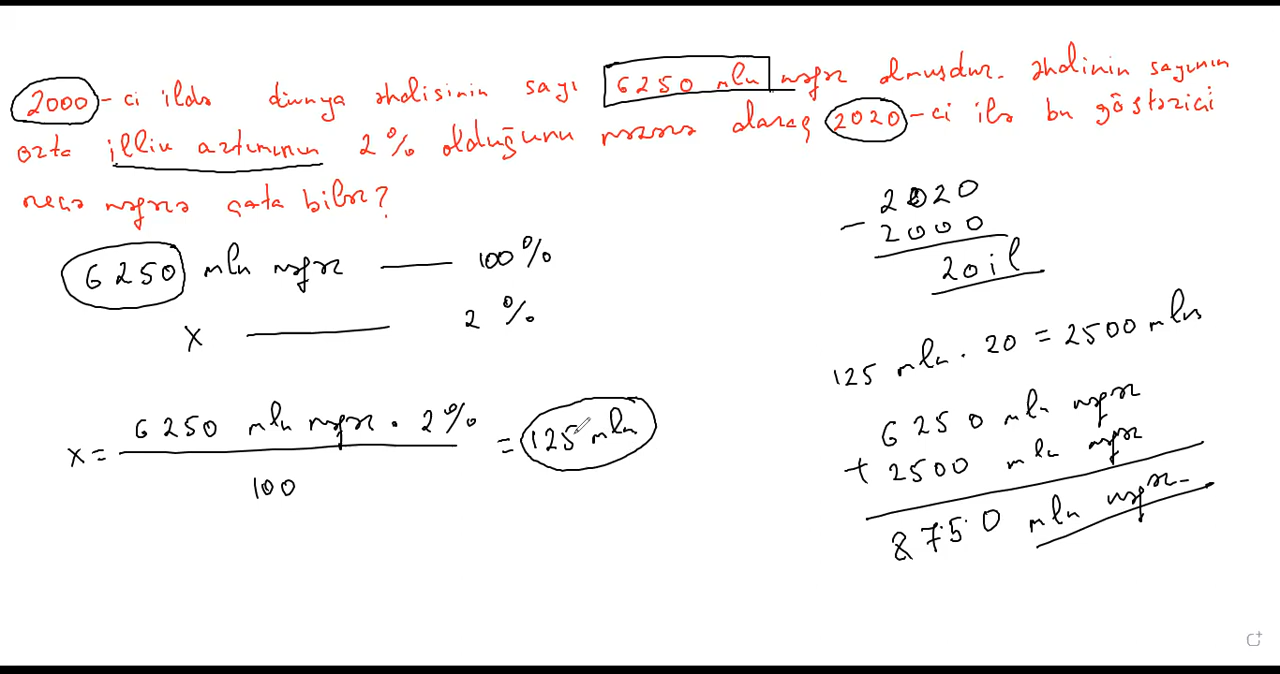 2000-ci ildə dünya əhalisinin sayı 6250 mln nəfər olmuşdur. Əhalinin sayının
orta illik artımının 2% olduğunu nəzərə alaraq 2020-ci ilə bu göstərici
neçə nəfərə çata bilər?
6250 mln nəfər — 100%
x — 2%
x = 6250 mln nəfər · 2% / 100 = 125 mln
- 2020
2000
20 il
125 mln · 20 = 2500 mln
6250 mln nəfər
+ 2500 mln nəfər
8750 mln nəfər.